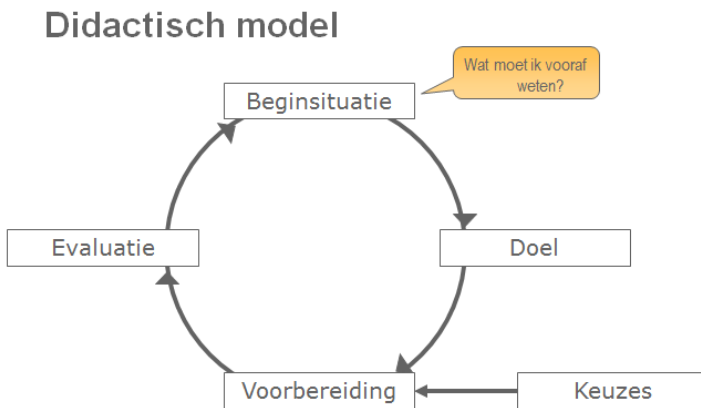 Didactisch model
Wat moet ik vooraf
weten?
Beginsituatie
Evaluatie
Doel
Voorbereiding
Keuzes